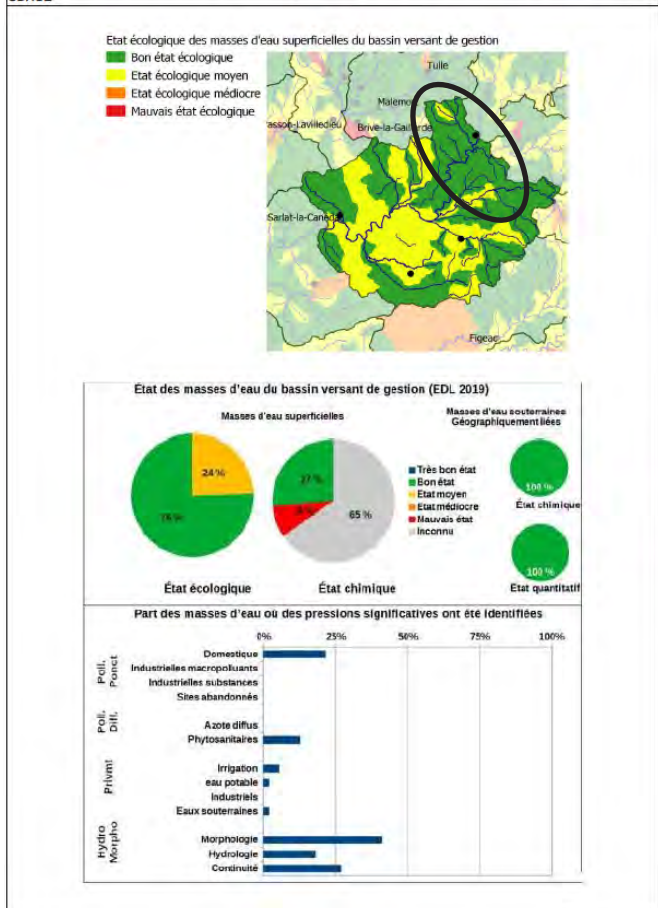 Etat écologique des masses d'eau superficielles du bassin versant de gestion
Bon état écologique
Etat écologique moyen
Etat écologique médiocre
Mauvais état écologique
Tulle
Malemort
Brive-la-Gaillarde
asson-Lavilledieu
Sarlat-la-Canéda
Figeac
État des masses d'eau du bassin versant de gestion (EDL 2019)
Masses d'eau superficielles
Masses d'eau souterraines
Géographiquement liées
24 %
76 %
27 %
65 %
Très bon état
Bon état
Etat moyen
Etat médiocre
Mauvais état
Inconnu
100 %
État chimique
100 %
État quantitatif
État écologique
État chimique
Part des masses d'eau où des pressions significatives ont été identifiées
0% 25% 50% 75% 100%
Poll. Ponct
Domestique
Industrielles macropolluants
Industrielles substances
Sites abandonnés
Poll. Diff.
Azote diffus
Phytosanitaires
Privmt
Irrigation
eau potable
Industriels
Eaux souterraines
Hydro Morpho
Morphologie
Hydrologie
Continuité